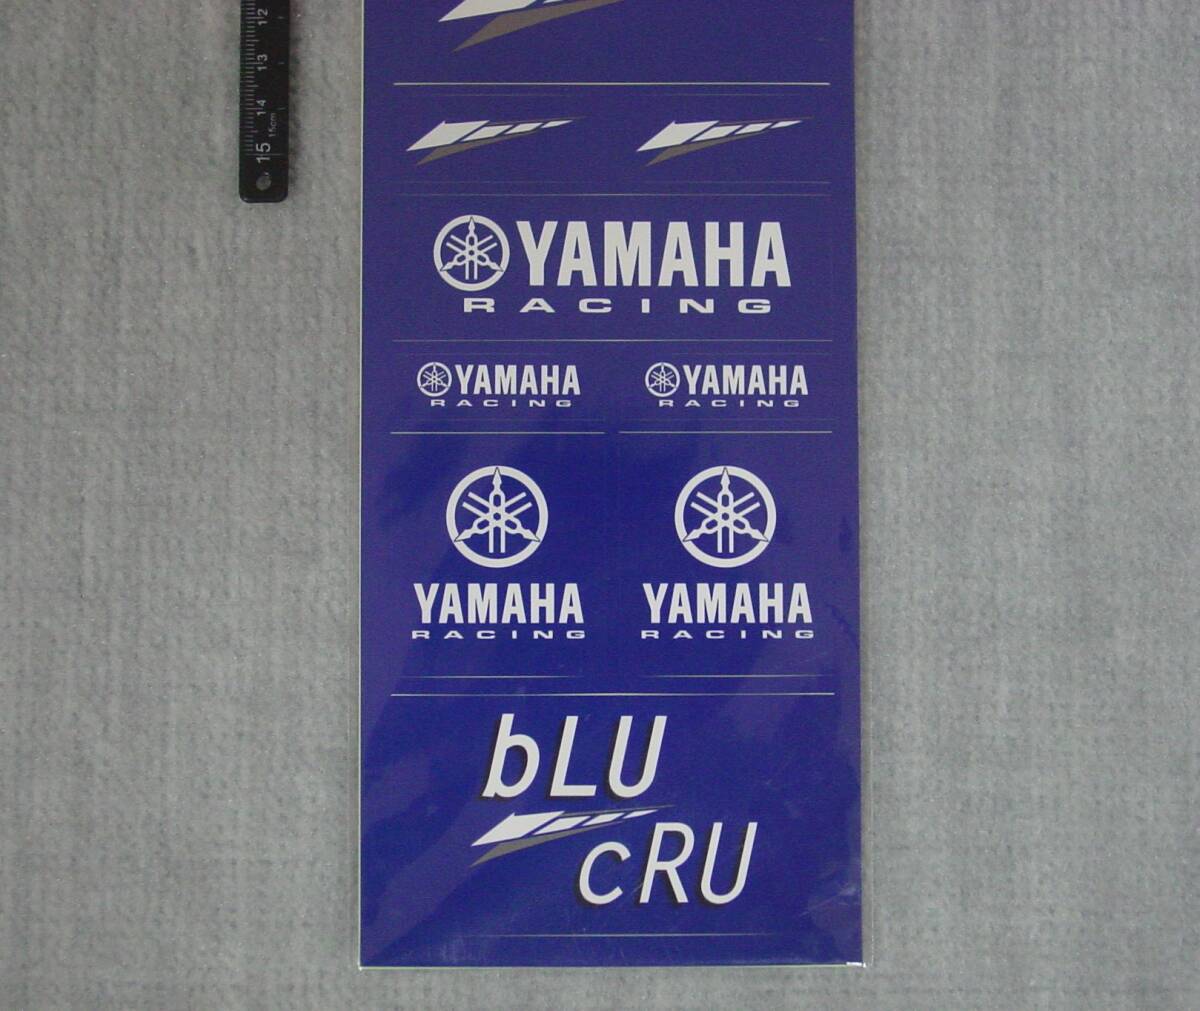 12
13
14
15cm
15
YAMAHA
RACING
YAMAHA
RACING
YAMAHA
RACING
YAMAHA
RACING
YAMAHA
RACING
bLU
cRU